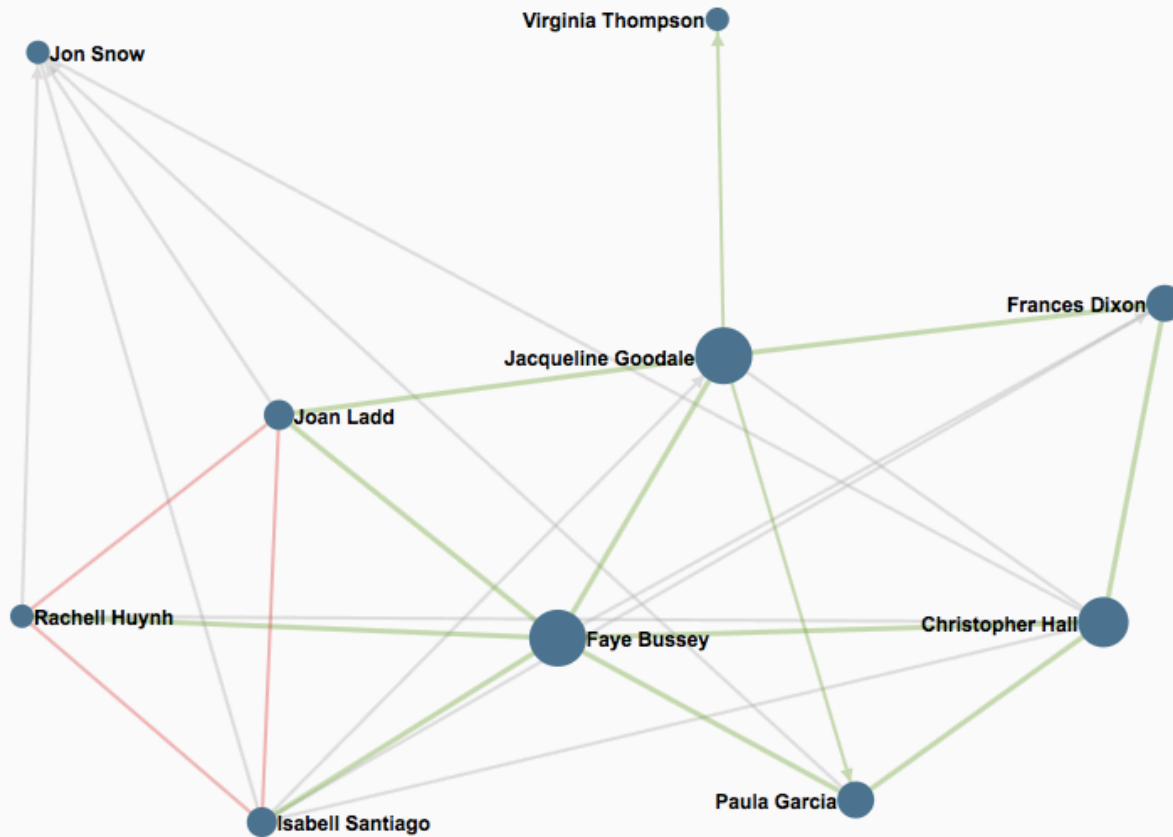 Virginia Thompson
Jon Snow
Frances Dixon
Jacqueline Goodale
Joan Ladd
Rachell Huynh
Christopher Hall
Faye Bussey
Paula Garcia
Isabell Santiago